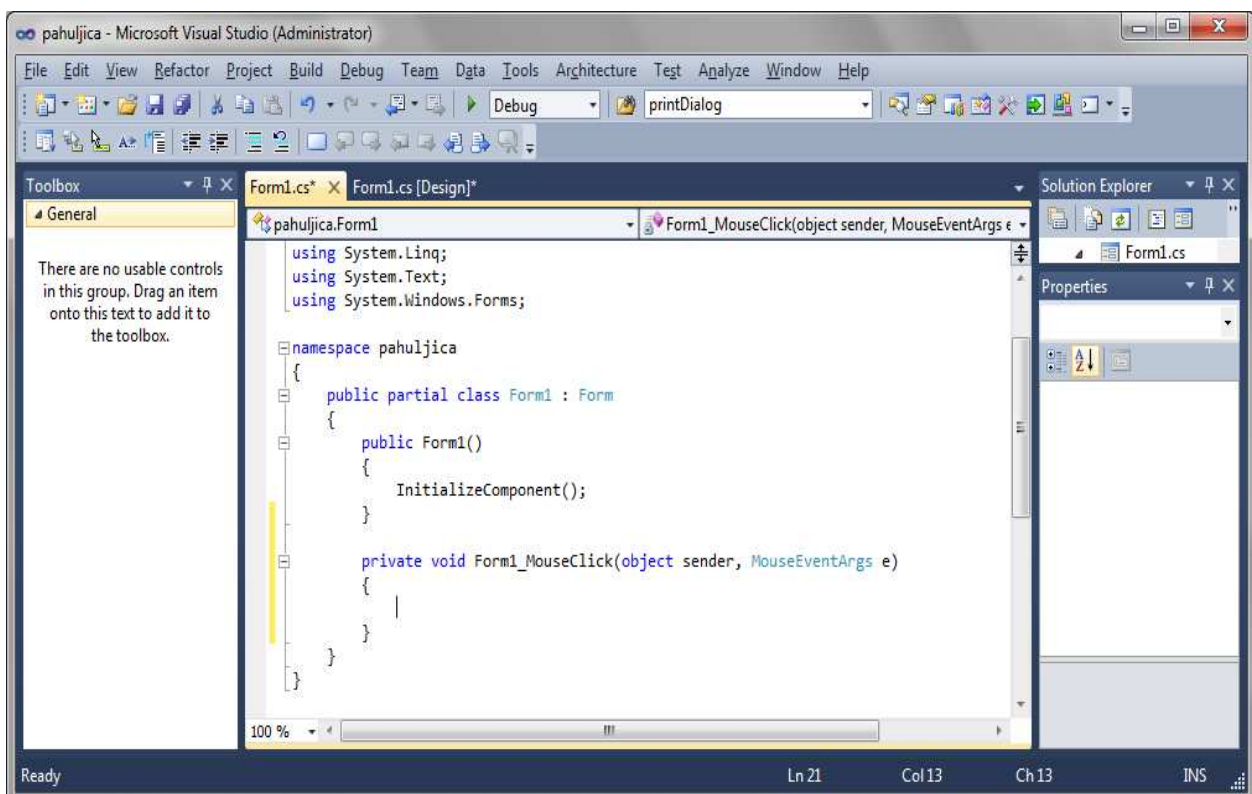 pahuljica - Microsoft Visual Studio (Administrator)
File Edit View Refactor Project Build Debug Team Data Tools Architecture Test Analyze Window Help
Debug printDialog
Toolbox
General
There are no usable controls
in this group. Drag an item
onto this text to add it to
the toolbox.
Form1.cs* Form1.cs [Design]*
pahuljica.Form1 Form1_MouseClick(object sender, MouseEventArgs e
using System.Linq;
using System.Text;
using System.Windows.Forms;
namespace pahuljica
{
public partial class Form1 : Form
{
public Form1()
{
InitializeComponent();
}
private void Form1_MouseClick(object sender, MouseEventArgs e)
{
}
}
}
100 %
Solution Explorer
Form1.cs
Properties
Ready Ln 21 Col 13 Ch 13 INS